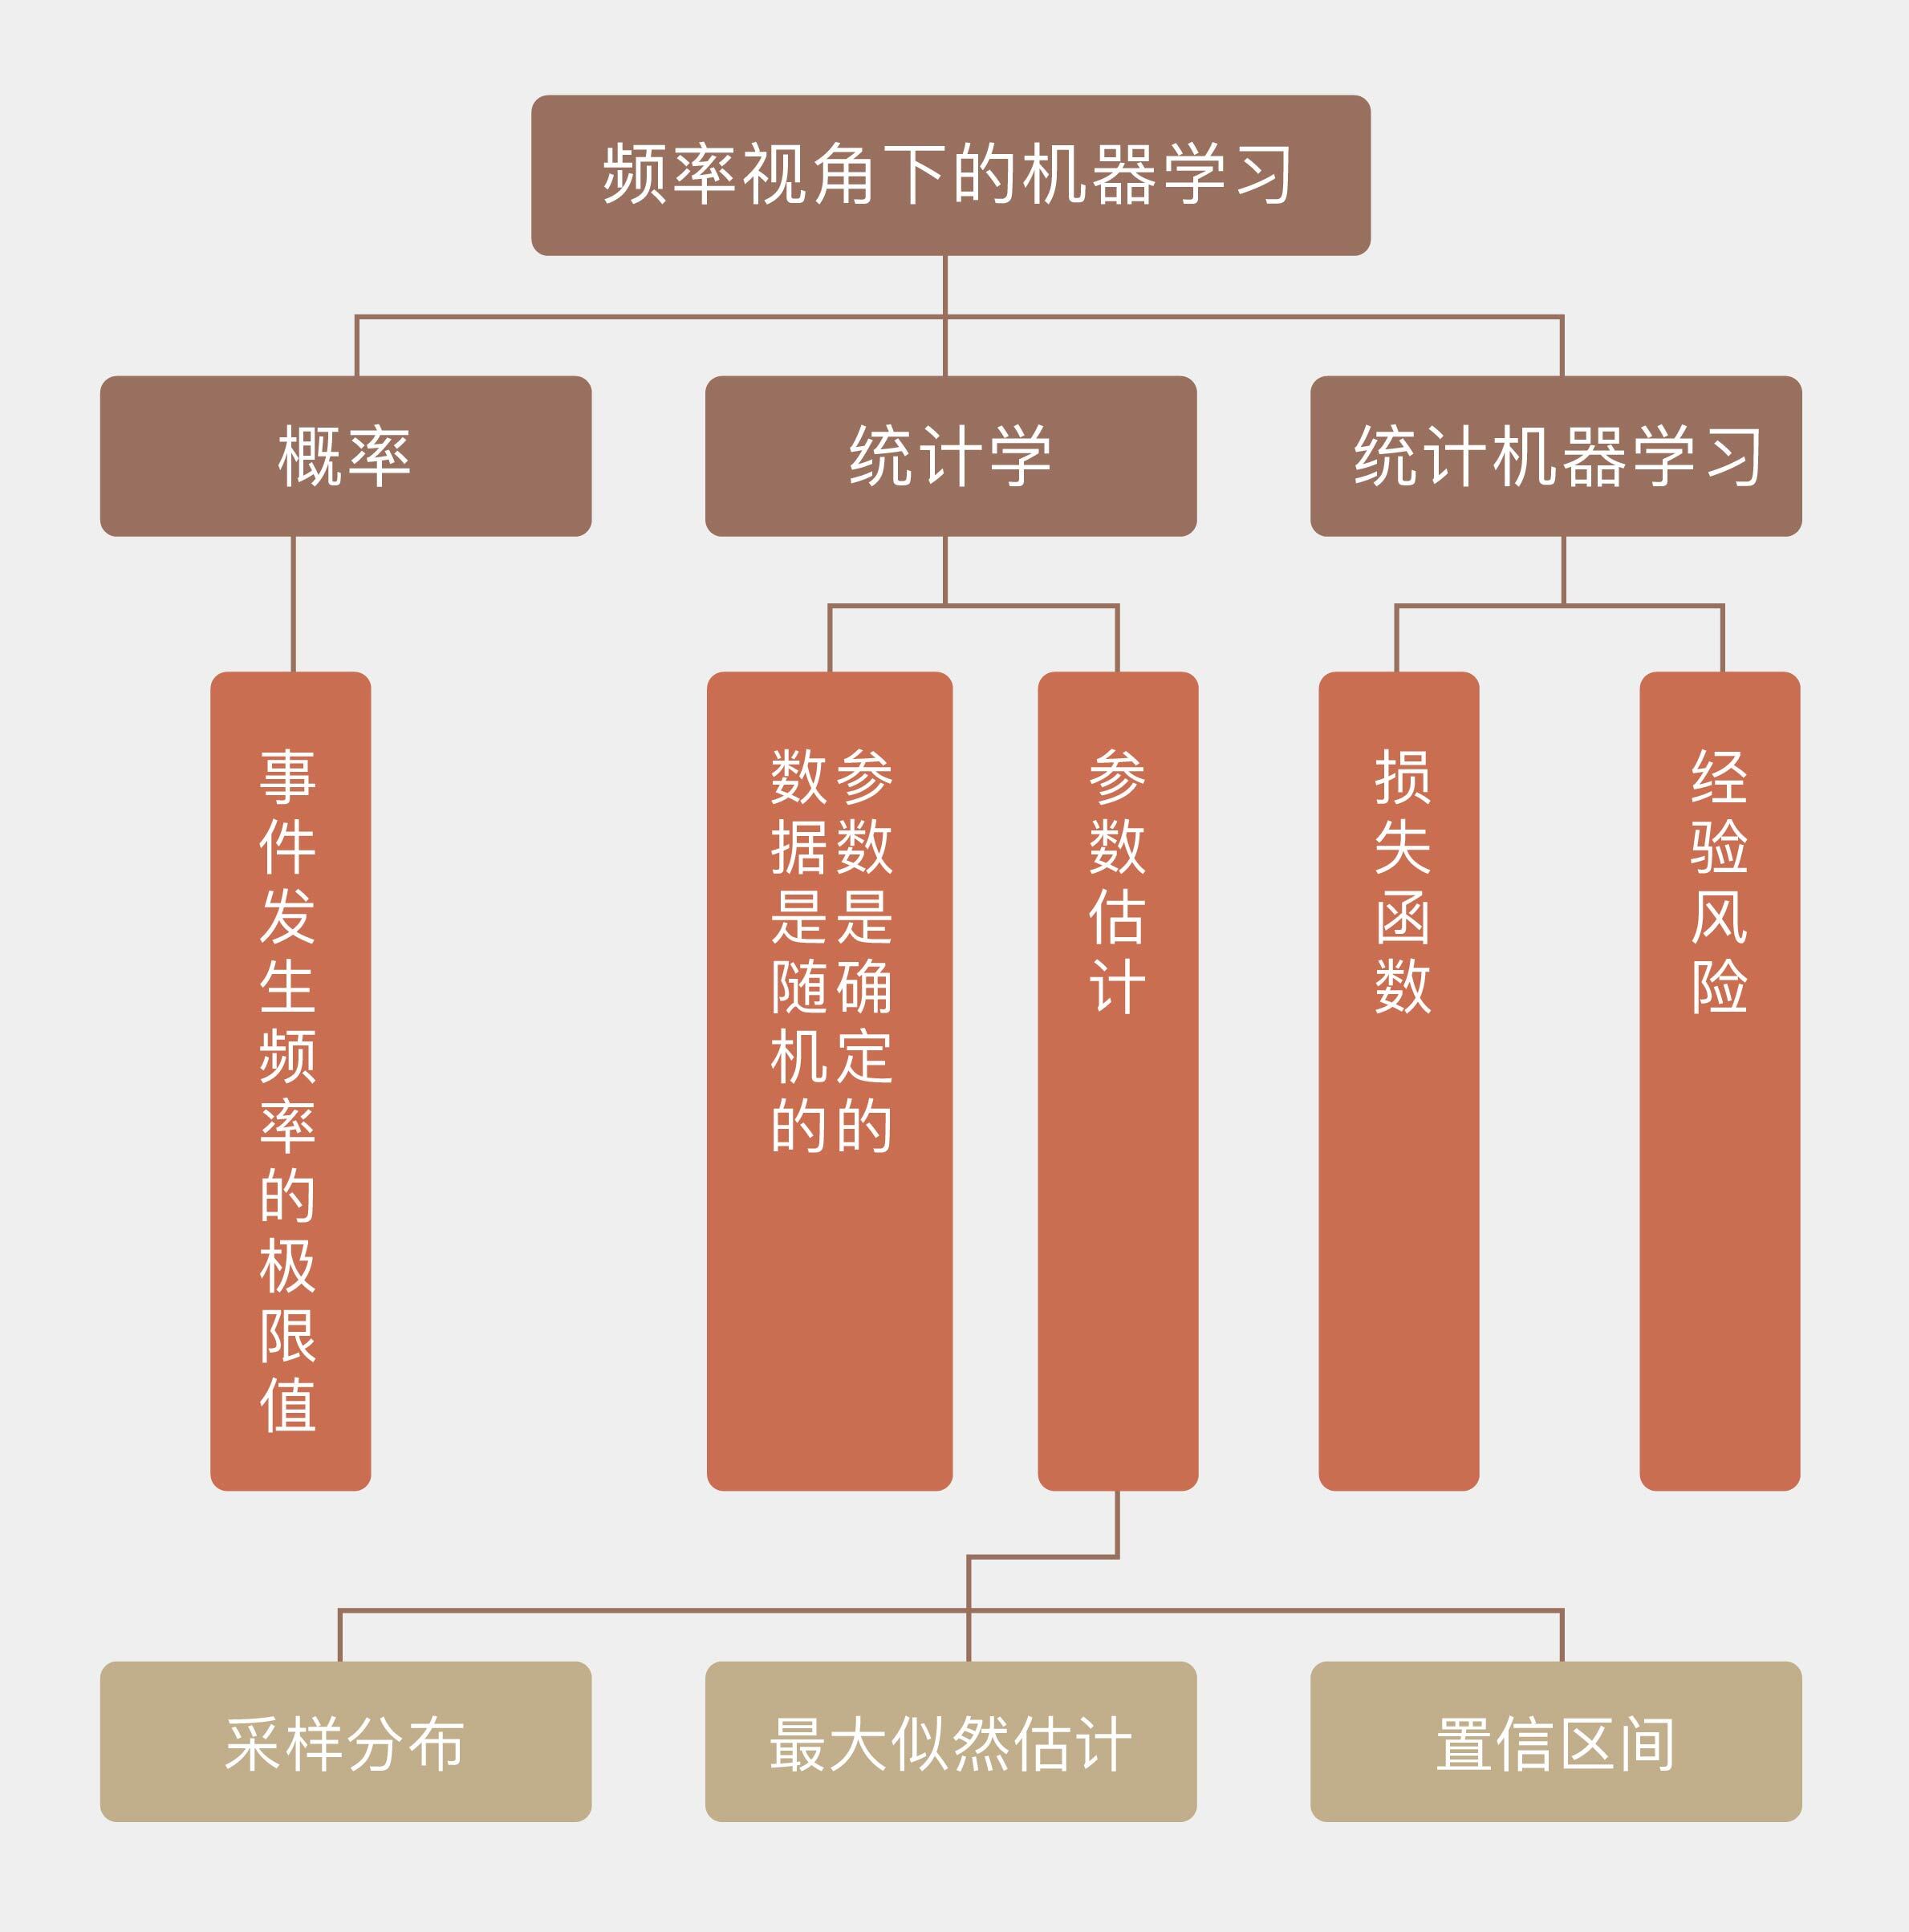 频率视角下的机器学习
概率
统计学
统计机器学习
事件发生频率的极限值
参数是确定的
数据是随机的
参数估计
损失函数
经验风险
采样分布
最大似然估计
置信区间